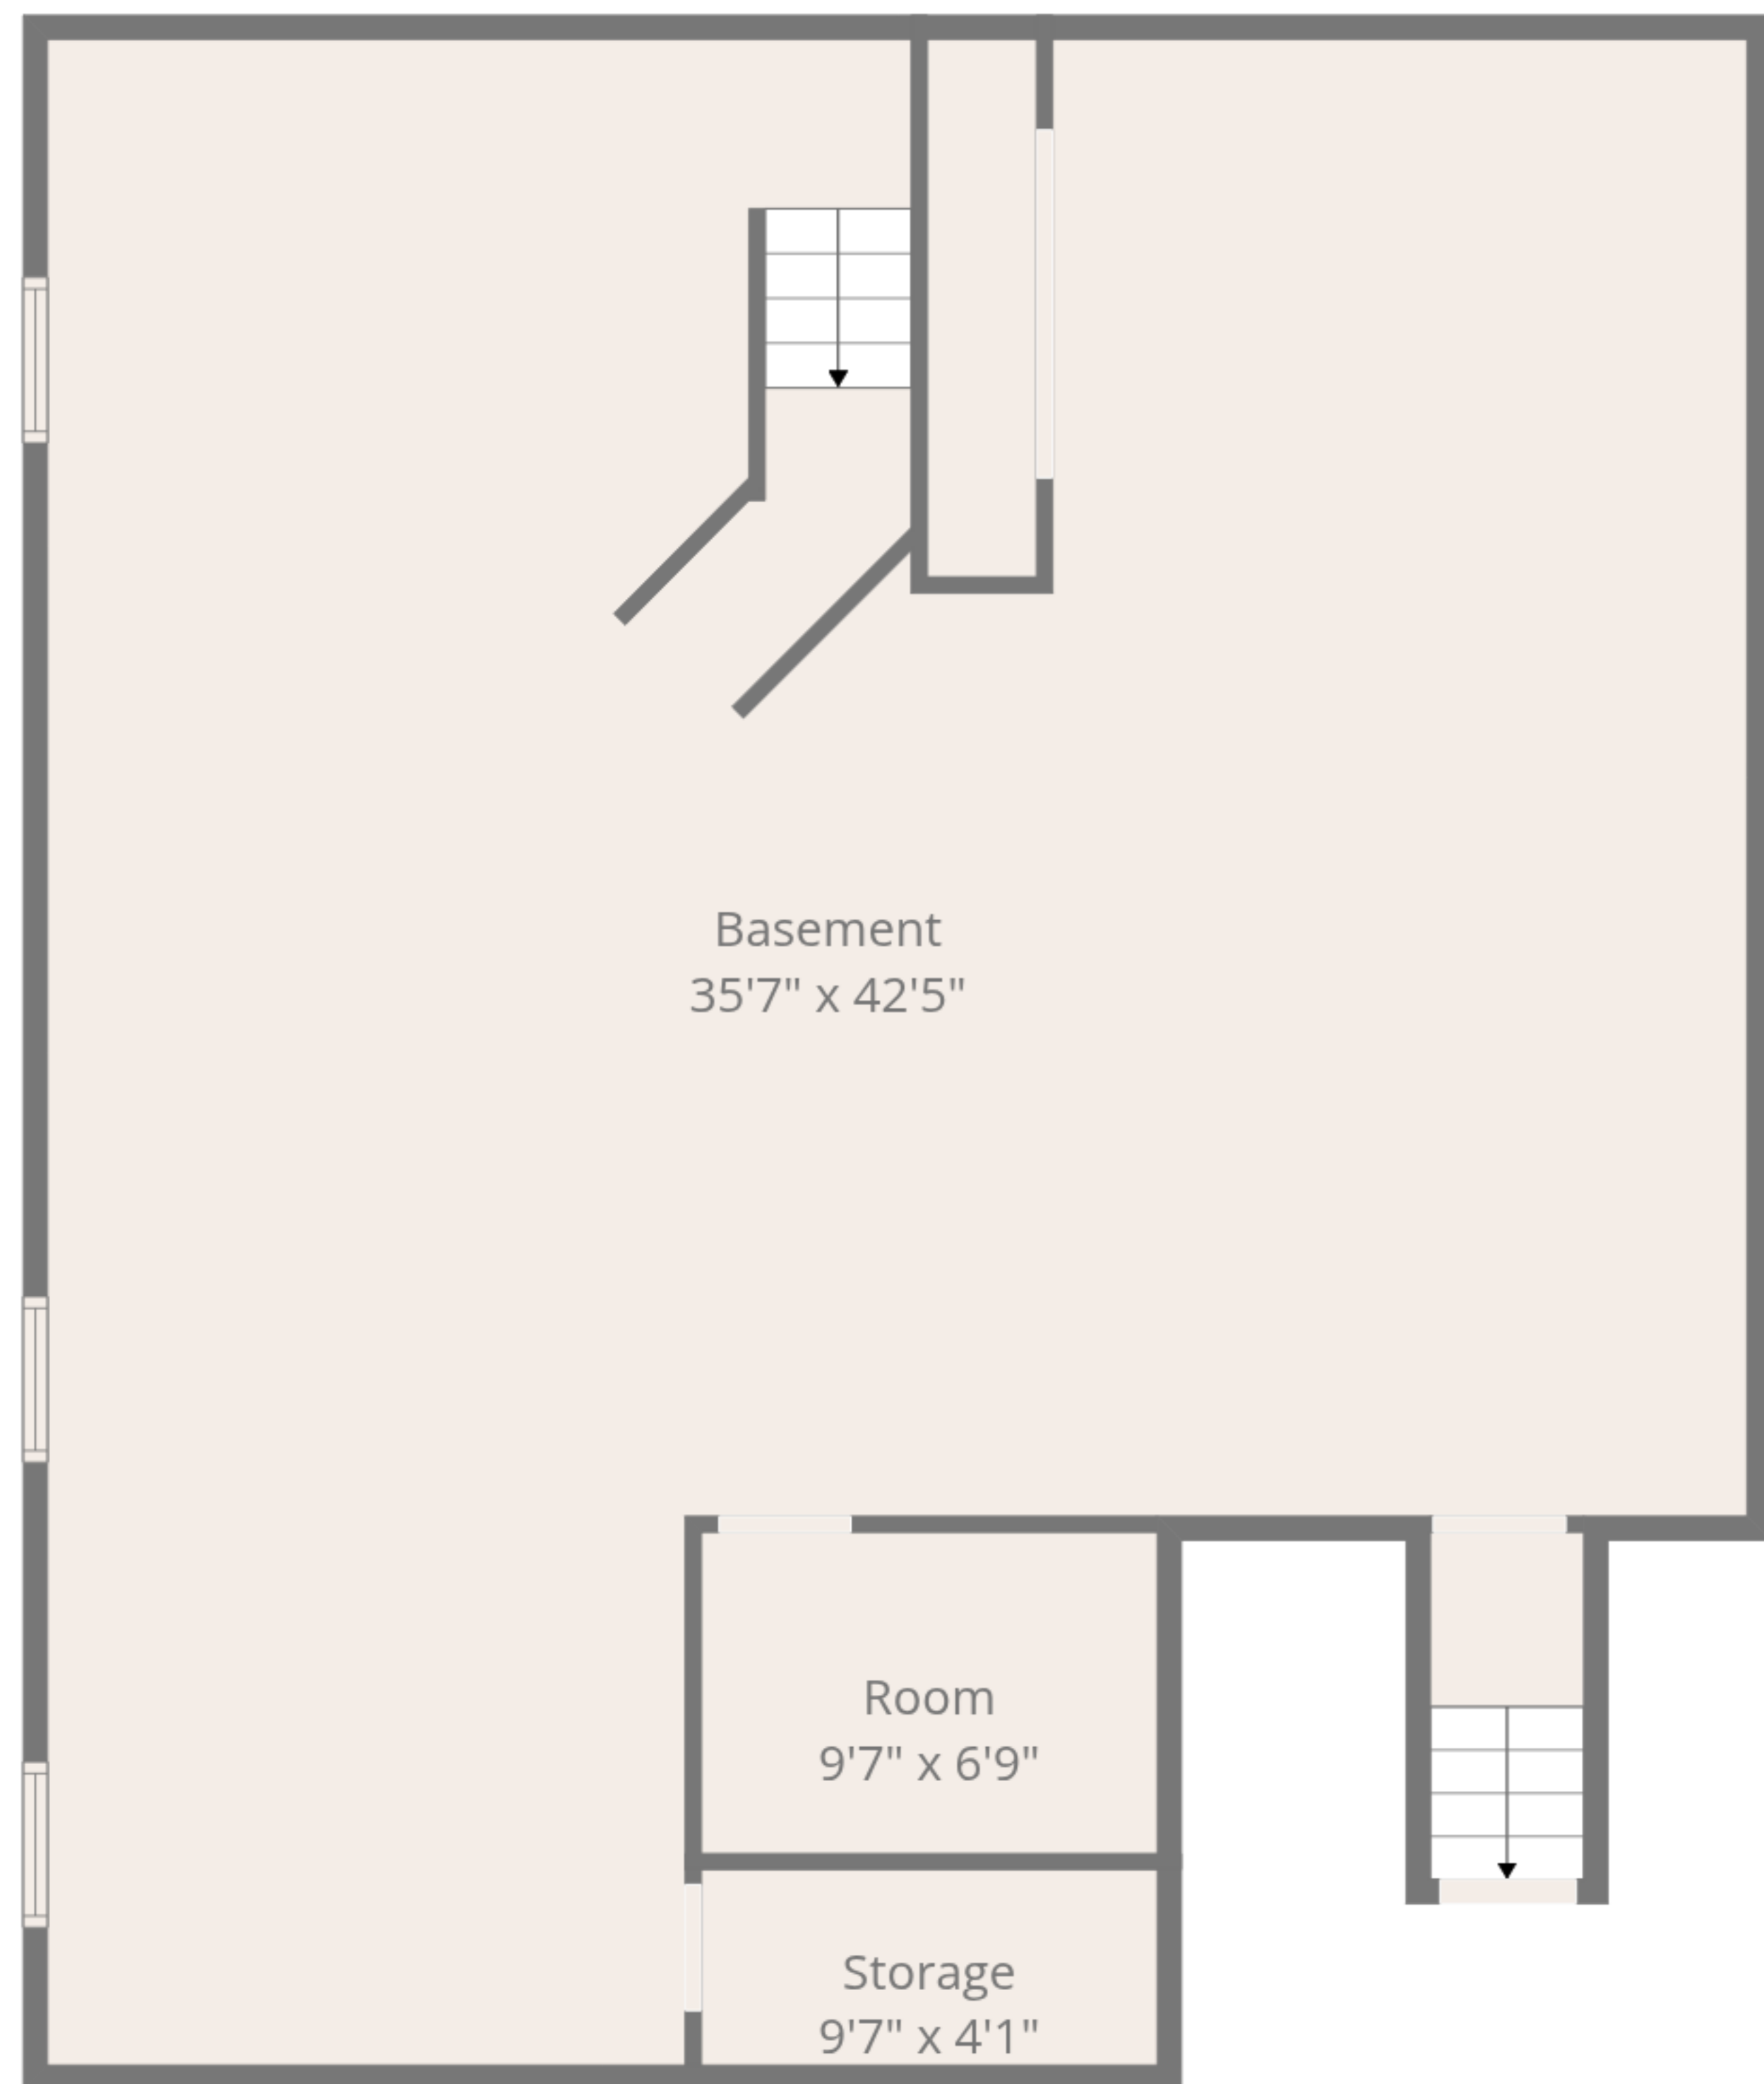 Basement
35'7" x 42'5"
Room
9'7" x 6'9"
Storage
9'7" x 4'1"